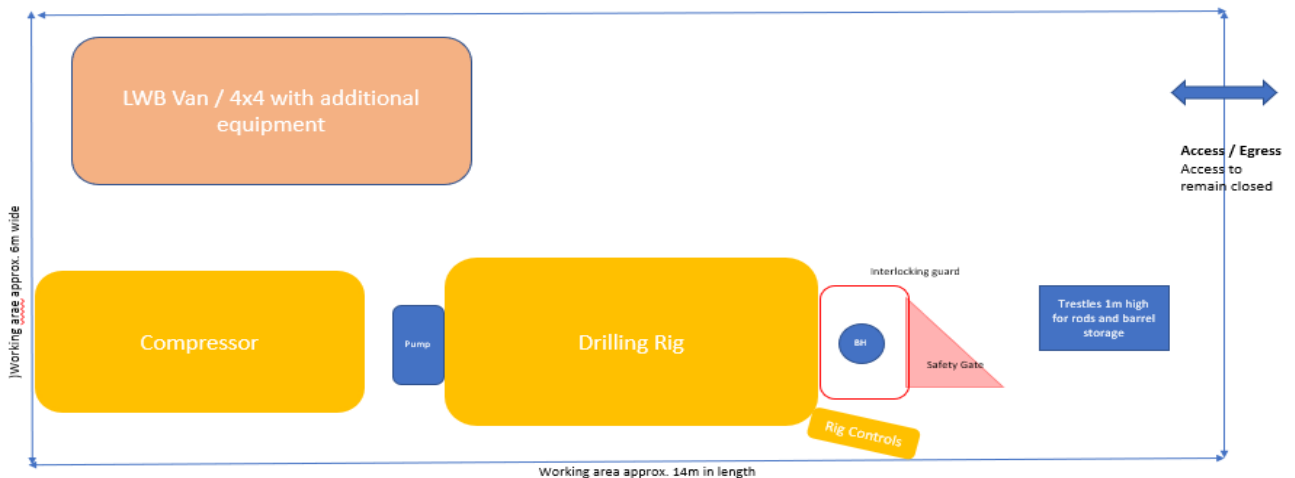 LWB Van / 4x4 with additional
equipment
Access / Egress
Access to
remain closed
)Working arae approx. 6m wide
Interlocking guard
Trestles 1m high
for rods and barrel
storage
Compressor
Pump
Drilling Rig
BH
Safety Gate
Rig Controls
Working area approx. 14m in length